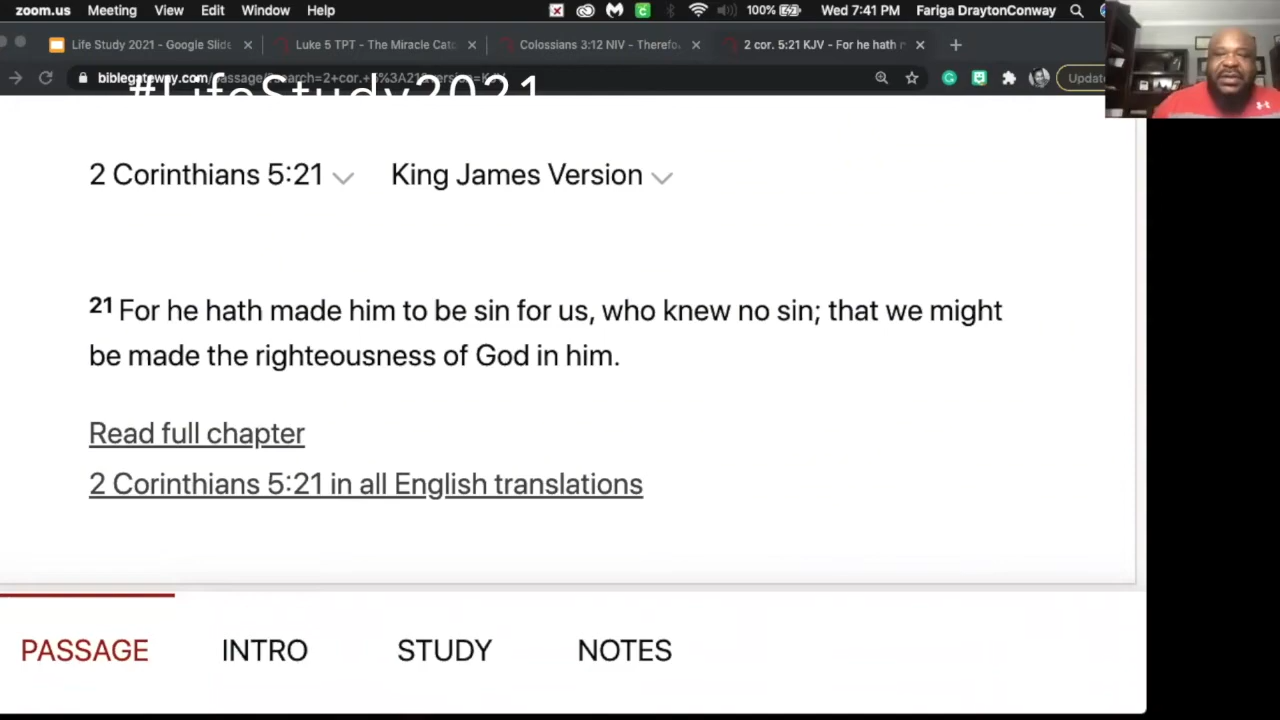 zoom.us Meeting View Edit Window Help 100% Wed 7:41 PM Fariga DraytonConway
Life Study 2021 - Google Slide Luke 5 TPT - The Miracle Catc Colossians 3:12 NIV - Therefo 2 cor. 5:21 KJV - For he hath
biblegateway.com Update
#LifeStudy2021
2 Corinthians 5:21 King James Version
21 For he hath made him to be sin for us, who knew no sin; that we might
be made the righteousness of God in him.
Read full chapter
2 Corinthians 5:21 in all English translations
PASSAGE INTRO STUDY NOTES